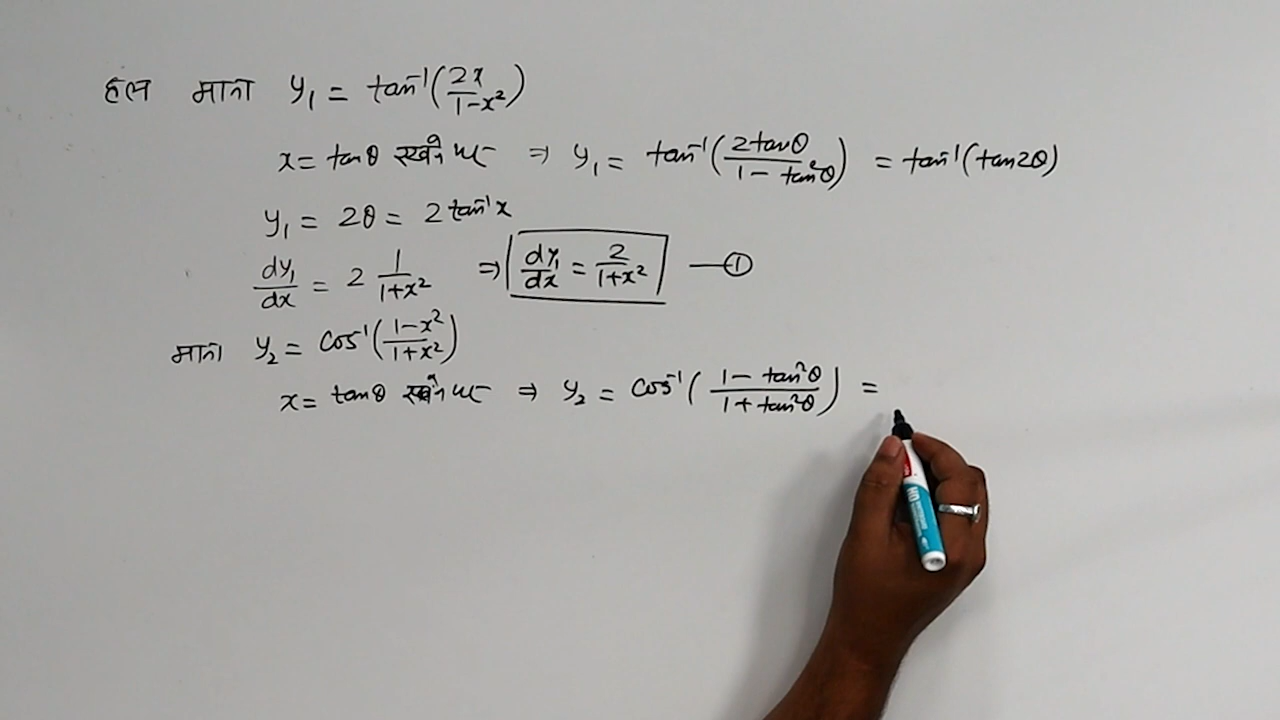 हल माना y₁ = tan⁻¹(2x/1-x²)
x = tanθ रखने पर ⇒ y₁ = tan⁻¹(2tanθ/1 - tan²θ) = tan⁻¹(tan2θ)
y₁ = 2θ = 2tan⁻¹x
dy₁/dx = 2 1/1+x² ⇒ dy₁/dx = 2/1+x² —①
माना y₂ = cos⁻¹(1-x²/1+x²)
x = tanθ रखने पर ⇒ y₂ = cos⁻¹(1 - tan²θ/1 + tan²θ) =